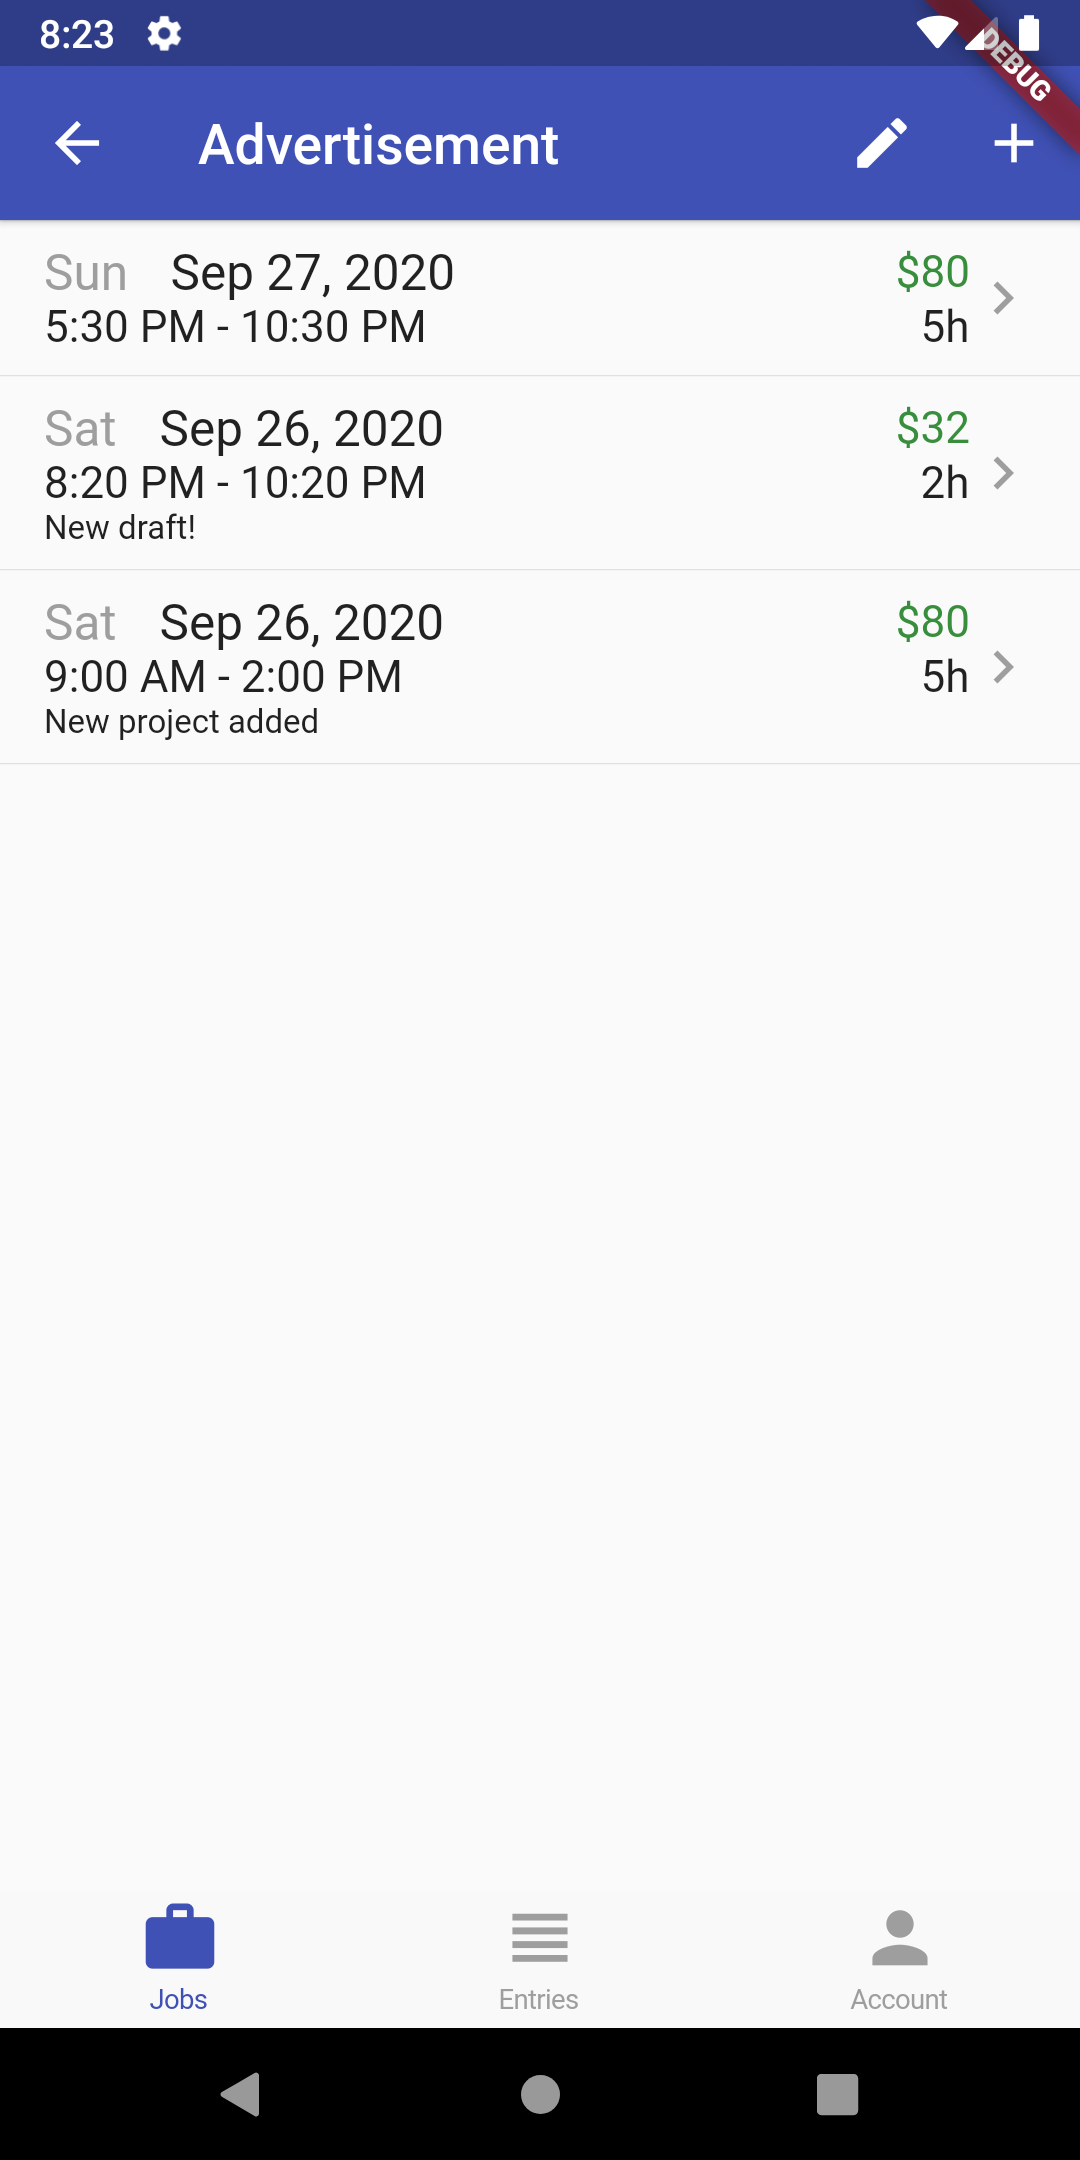 8:23
DEBUG
Advertisement
Sun Sep 27, 2020 $80
5:30 PM - 10:30 PM 5h
Sat Sep 26, 2020 $32
8:20 PM - 10:20 PM 2h
New draft!
Sat Sep 26, 2020 $80
9:00 AM - 2:00 PM 5h
New project added
Jobs Entries Account